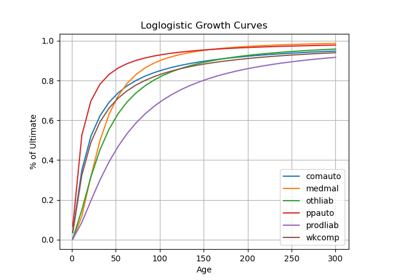 Loglogistic Growth Curves
1.0
0.8
0.6
0.4
0.2
0.0
% of Ultimate
0
50
100
150
200
250
300
Age
comauto
medmal
othliab
ppauto
prodliab
wkcomp